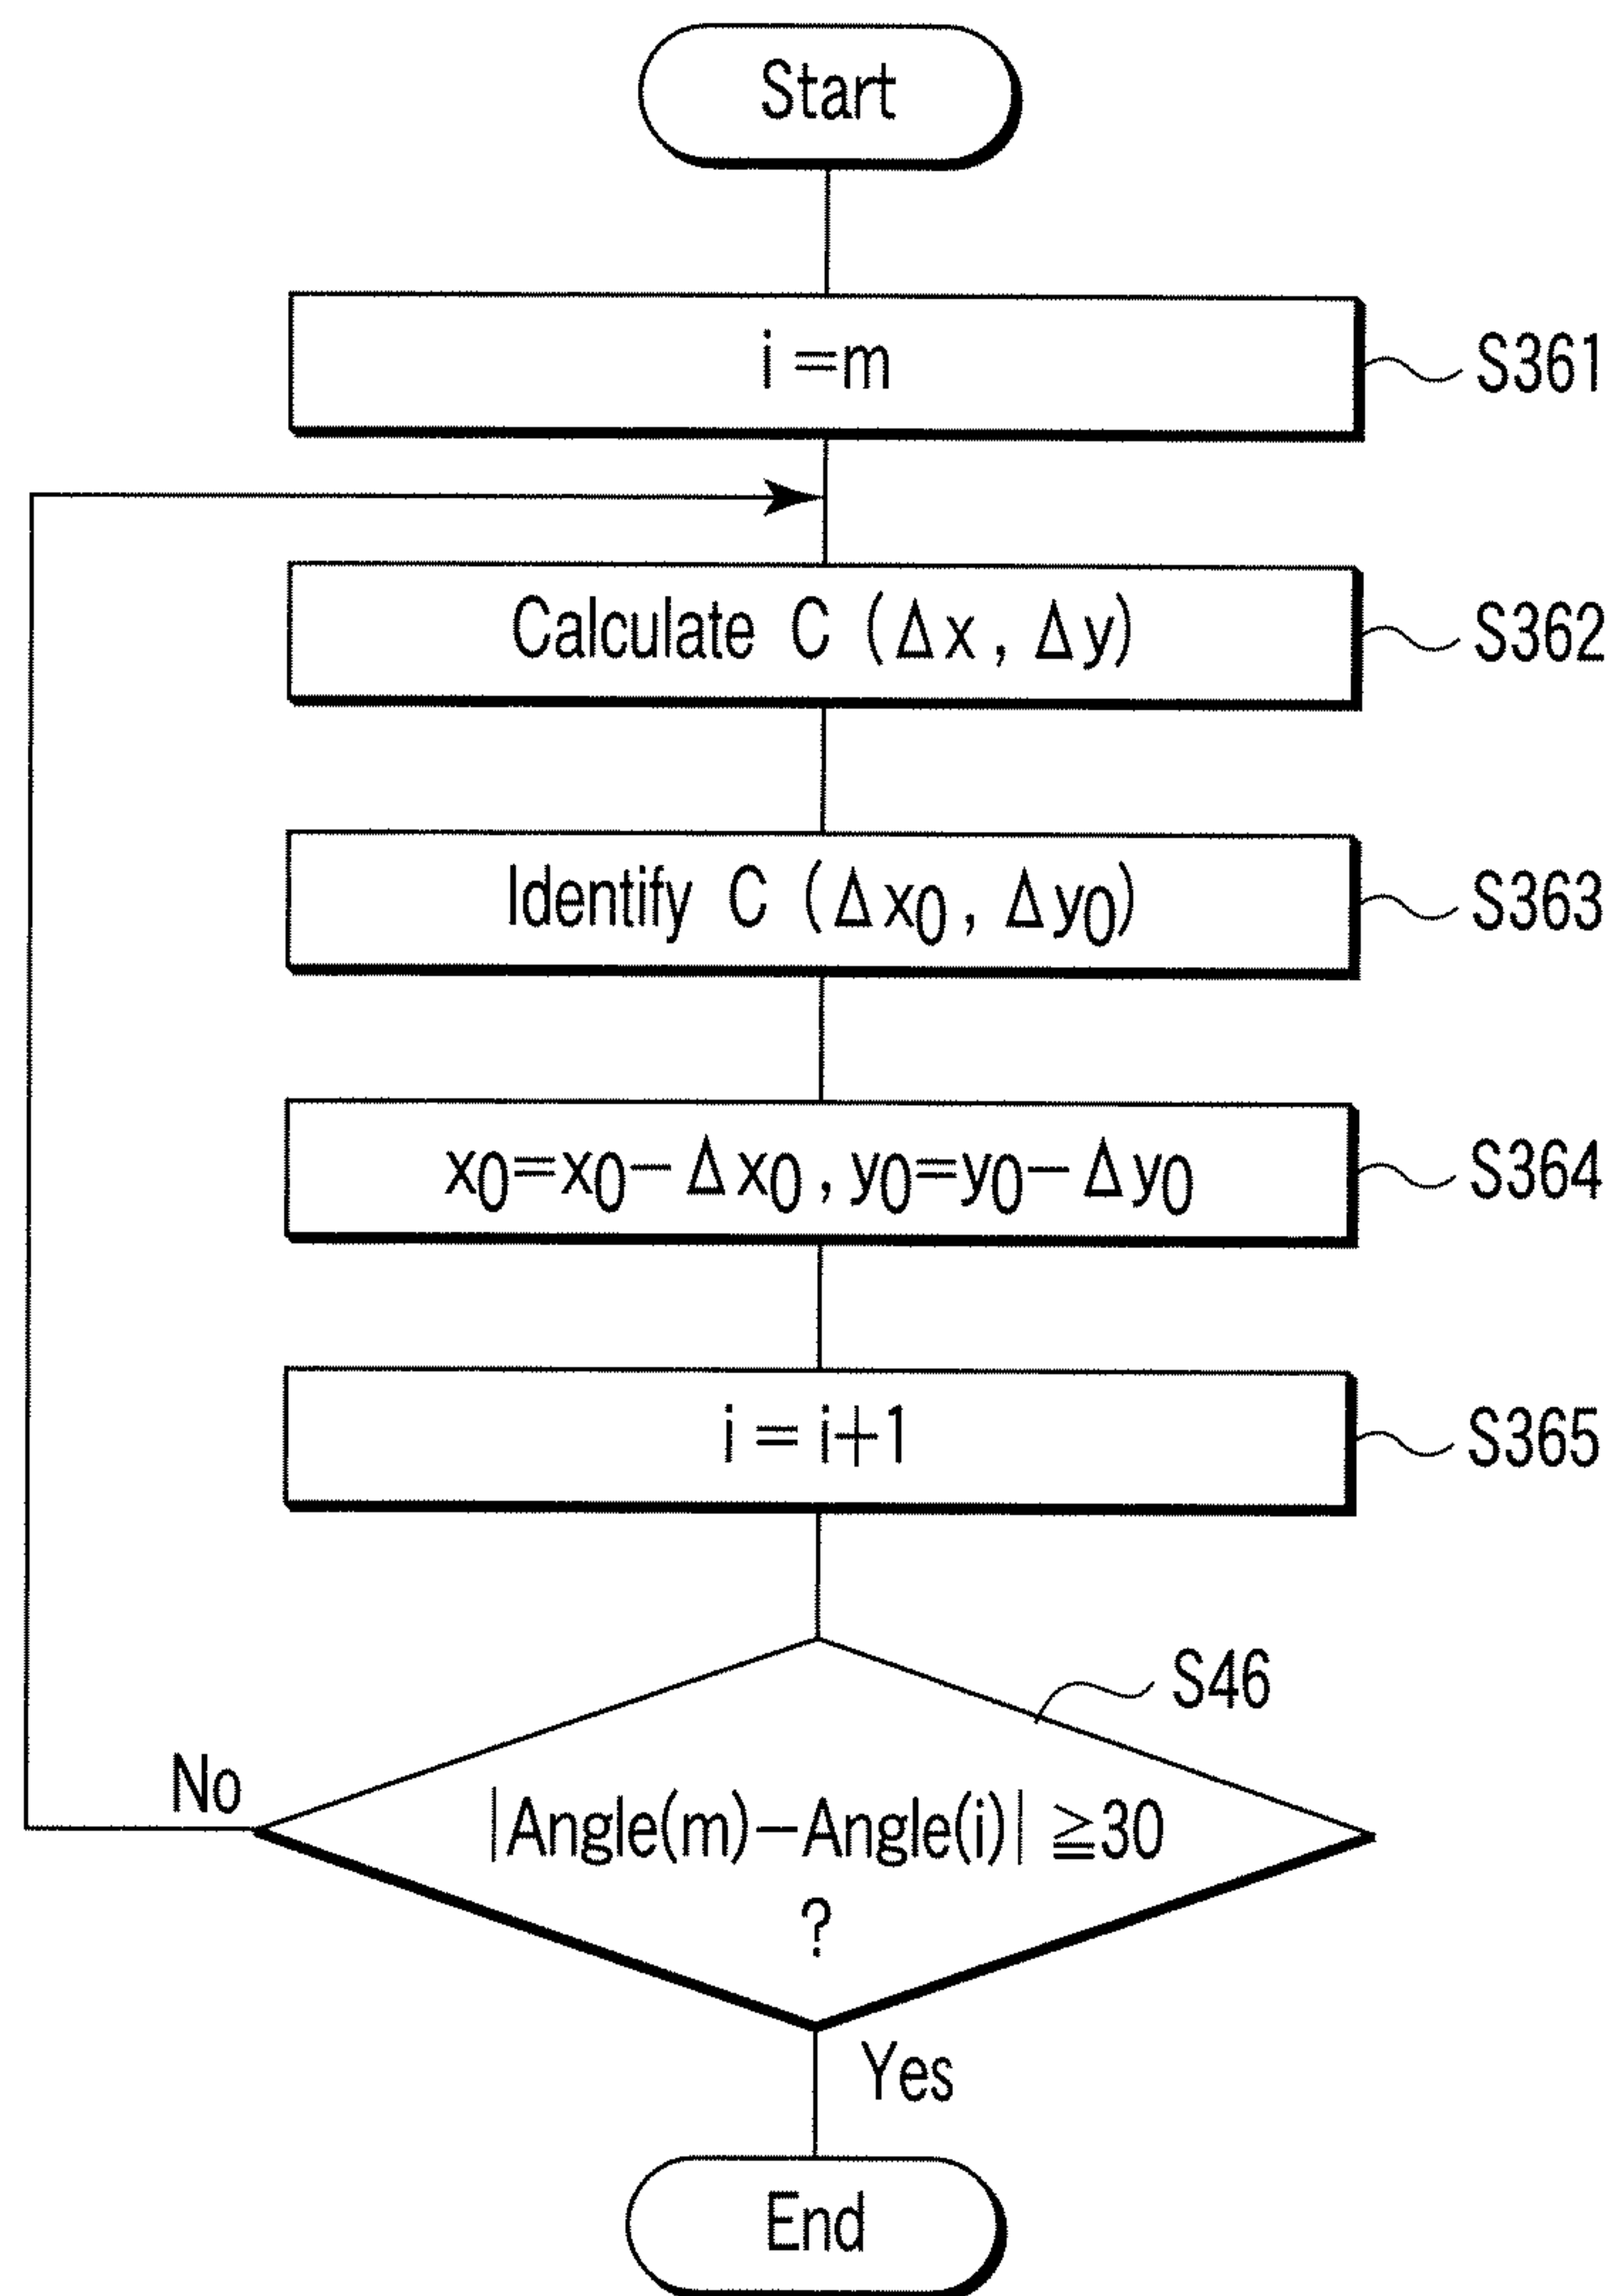 Start
i =m
S361
Calculate C (Δx, Δy)
S362
Identify C (Δx0, Δy0)
S363
x0=x0−Δx0, y0=y0−Δy0
S364
i = i+1
S365
S46
No
|Angle(m)−Angle(i)| ≧30
?
Yes
End